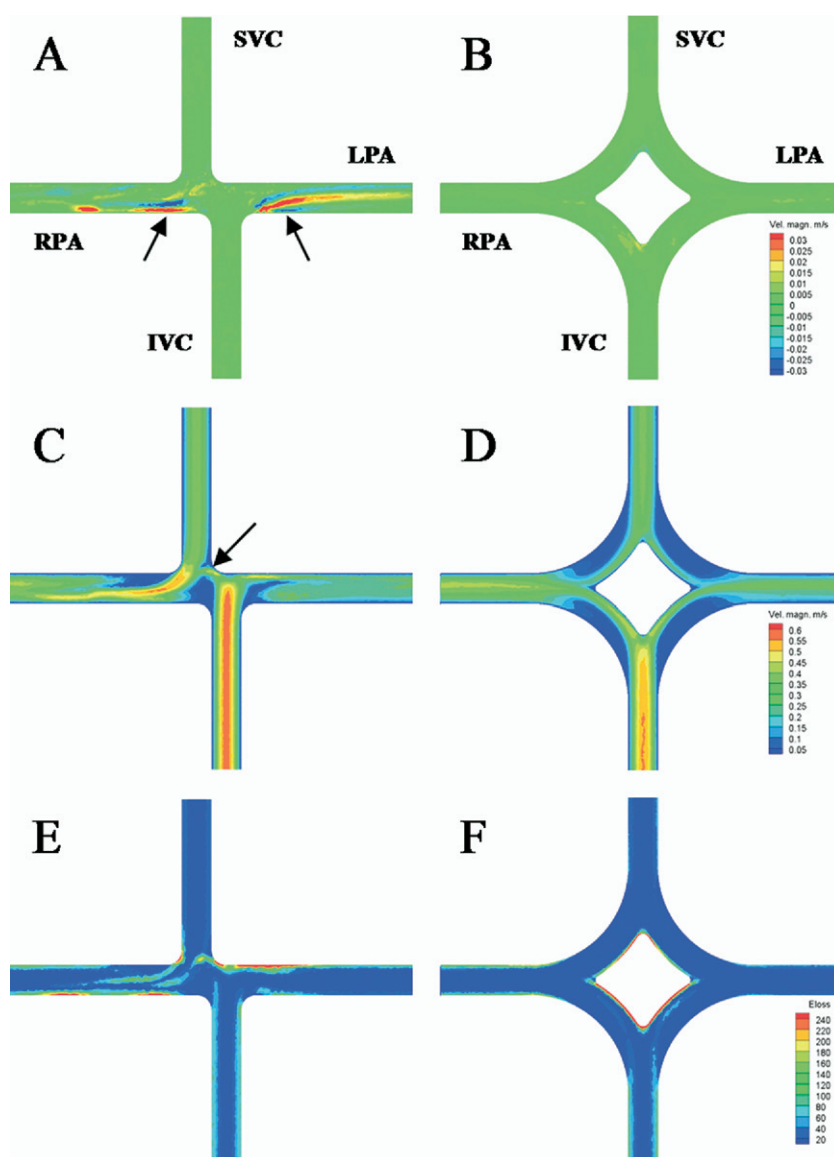 A
SVC
LPA
RPA
IVC
B
SVC
LPA
RPA
IVC
Vel. magn. m/s
0.03
0.025
0.02
0.015
0.01
0.005
0
-0.005
-0.01
-0.015
-0.02
-0.025
-0.03
C
D
Vel. magn. m/s
0.6
0.55
0.5
0.45
0.4
0.35
0.3
0.25
0.2
0.15
0.1
0.05
E
F
Eloss
240
220
200
180
160
140
120
100
80
60
40
20